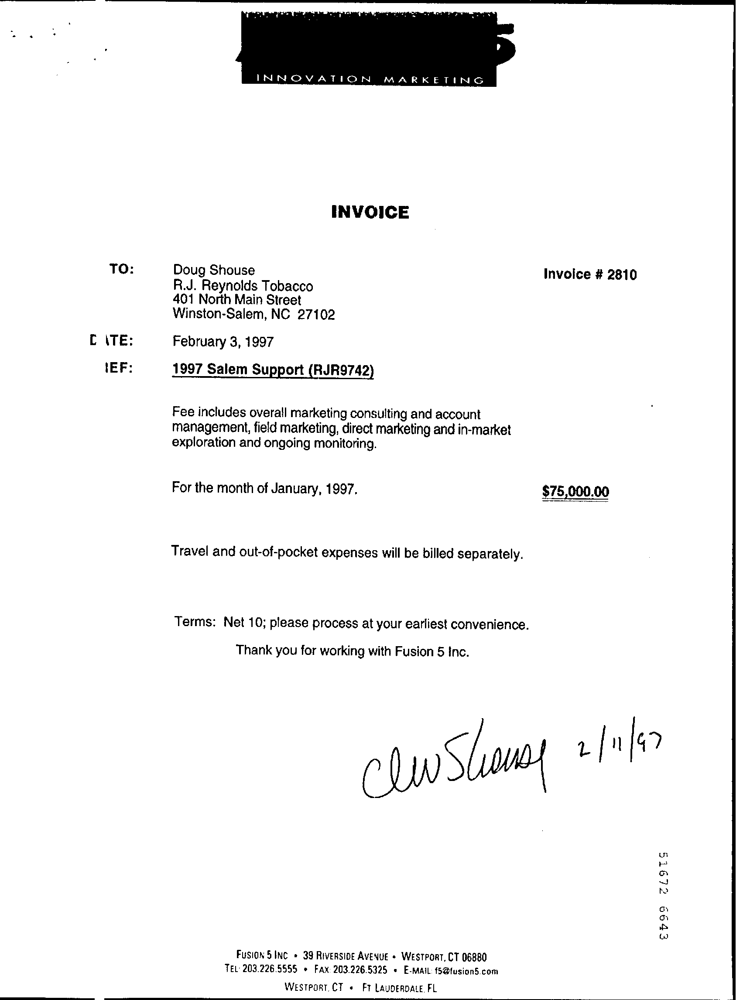 5
INNOVATION MARKETING
INVOICE
TO: Doug Shouse Invoice # 2810
R.J. Reynolds Tobacco
401 North Main Street
Winston-Salem, NC 27102
DATE: February 3, 1997
REF: 1997 Salem Support (RJR9742)
Fee includes overall marketing consulting and account
management, field marketing, direct marketing and in-market
exploration and ongoing monitoring.
For the month of January, 1997. $75,000.00
Travel and out-of-pocket expenses will be billed separately.
Terms: Net 10; please process at your earliest convenience.
Thank you for working with Fusion 5 Inc.
Shouse 2/11/97
51672 6643
FUSION 5 INC • 39 RIVERSIDE AVENUE • WESTPORT, CT 06880
TEL 203.226.5555 • FAX 203.226.5325 • E-MAIL f5@fusion5.com
WESTPORT, CT • FT LAUDERDALE, FL